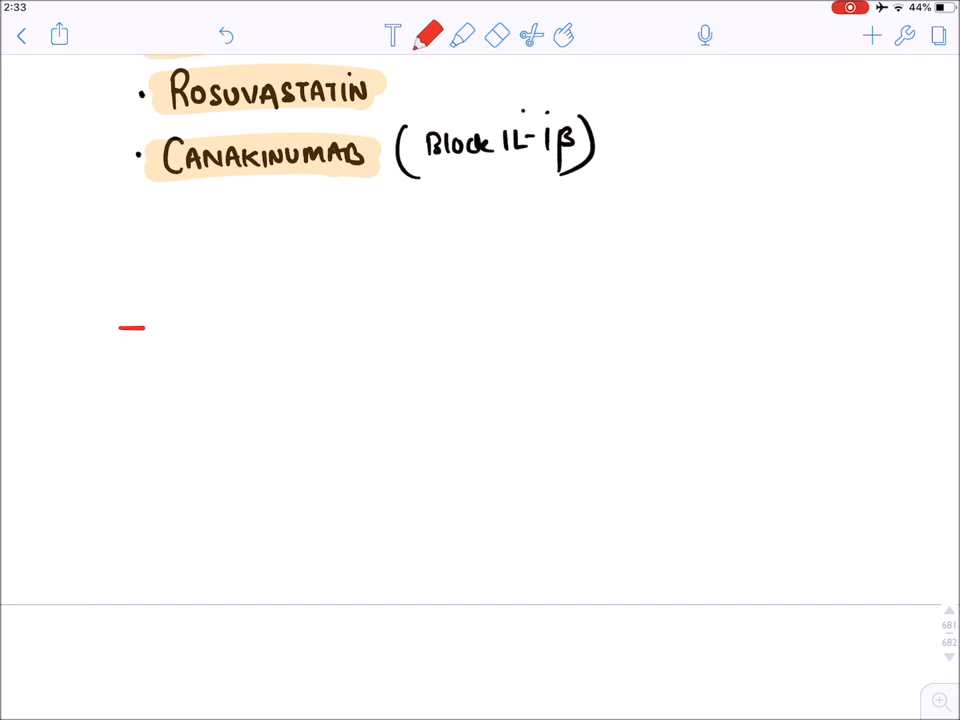 2:33
44%
T
• ROSUVASTATIN
• CANAKINUMAB (Block IL-1β)
681
682